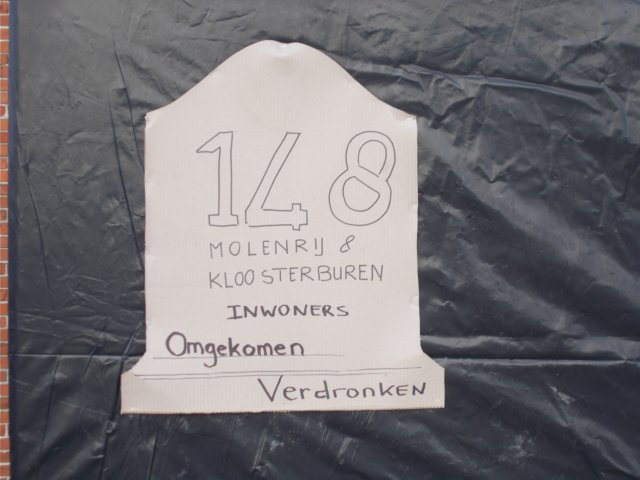 148
MOLENRIJ &
KLOOSTERBUREN
INWONERS
Omgekomen
Verdronken